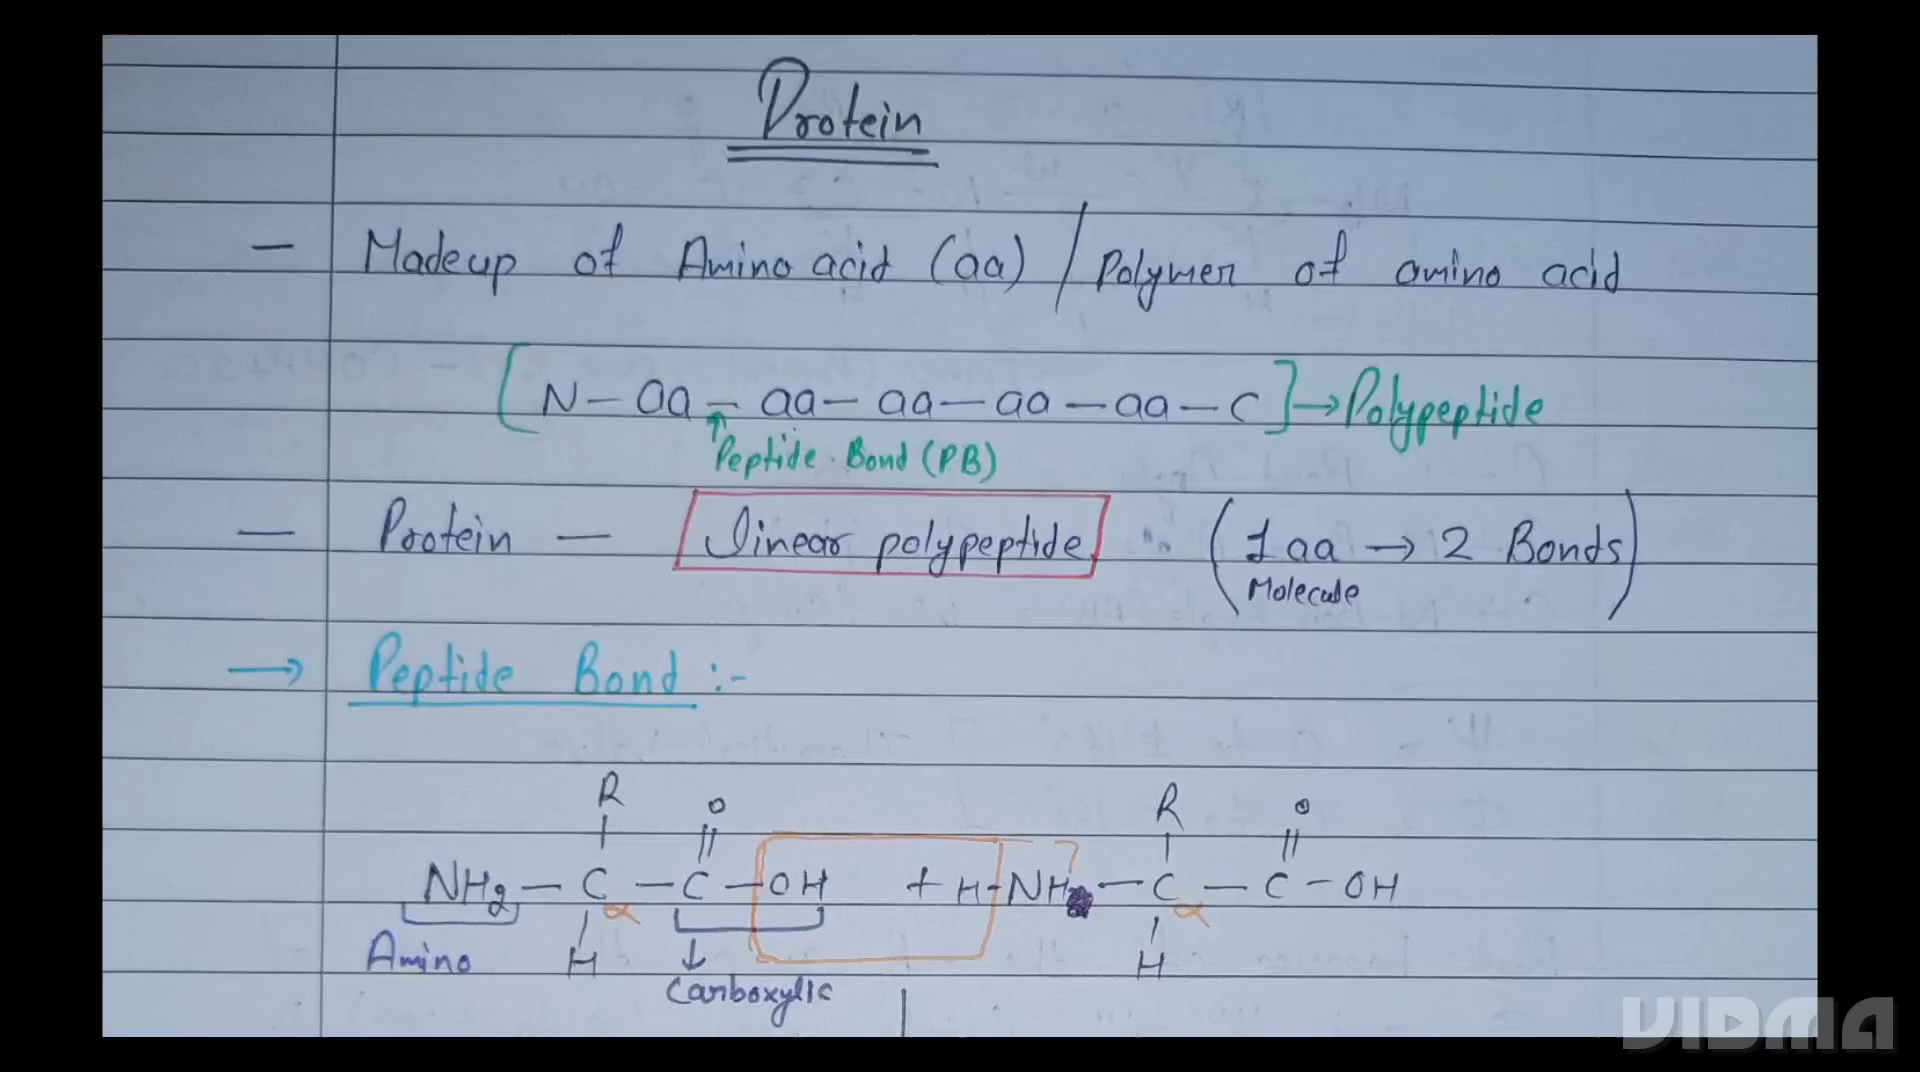 Protein
— Madeup of Amino acid (aa) / Polymer of amino acid
[N — aa — aa — aa — aa — aa — C] → Polypeptide
↑ Peptide Bond (PB)
— Protein — linear polypeptide (1 aa → 2 Bonds)
Molecule
→ Peptide Bond :-
R O R O
NH2 — C — C — OH + H-NH — C — C — OH
α α
Amino H H
↓ Carboxylic
VIDMA